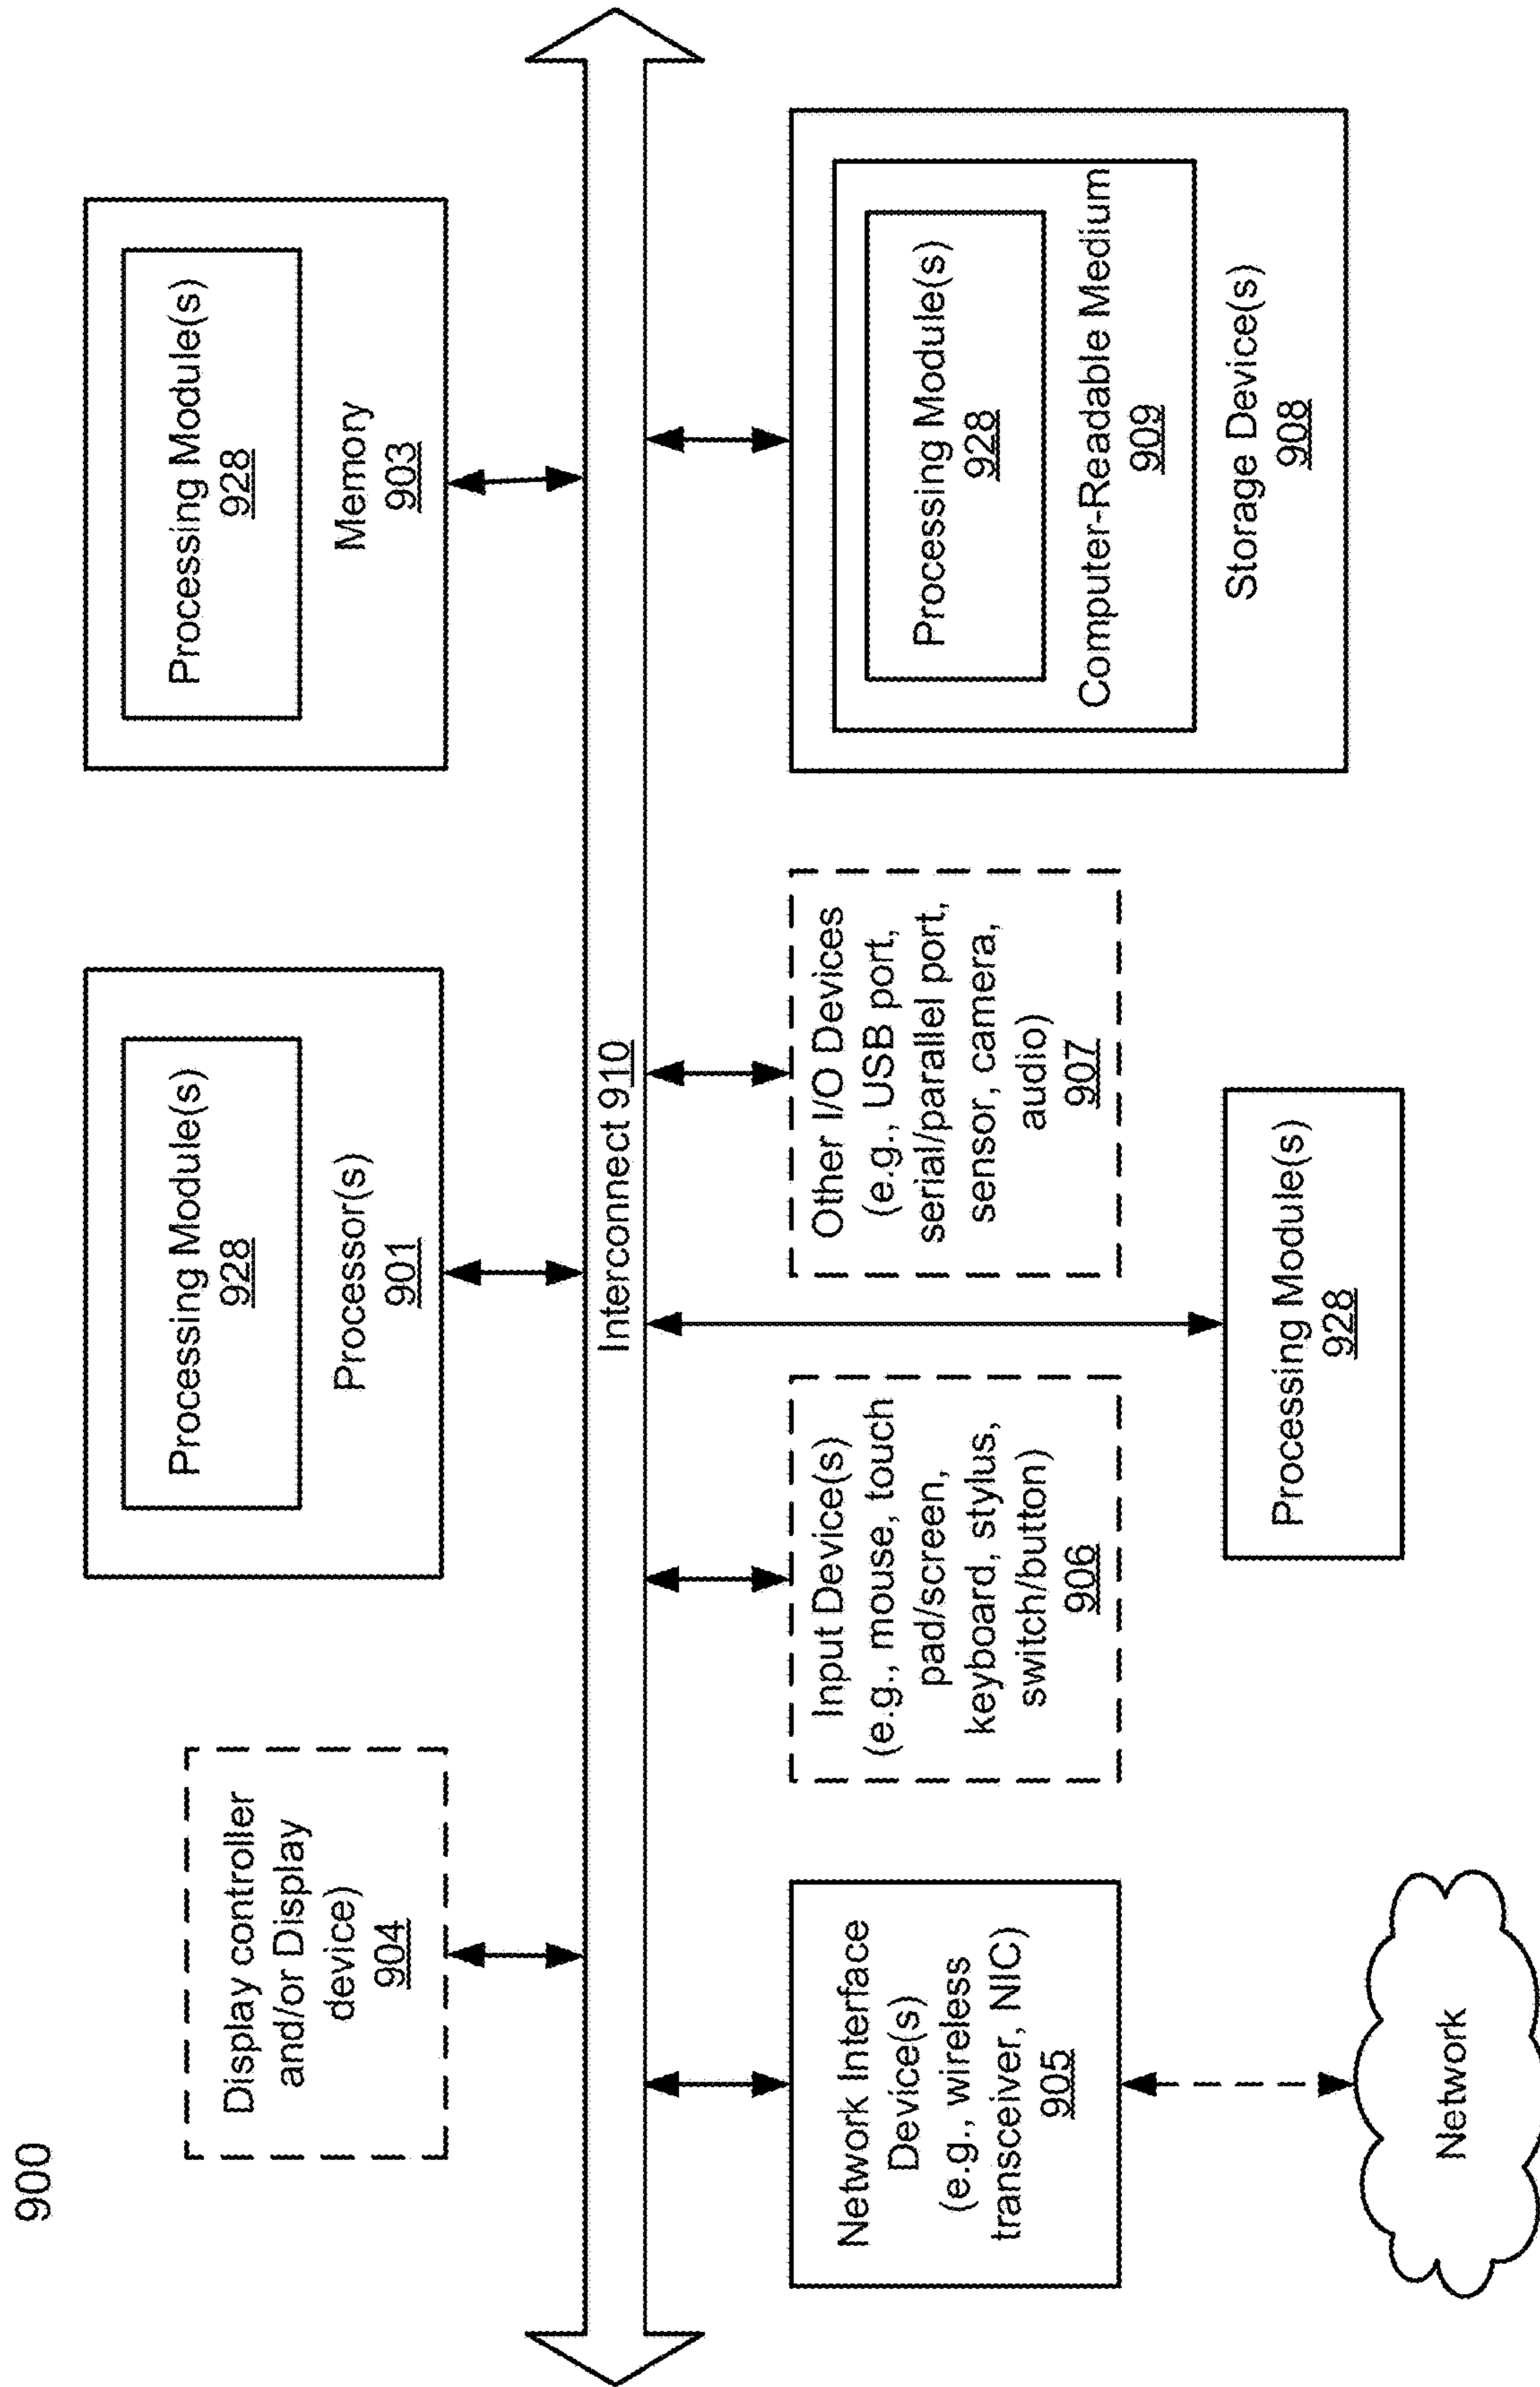 900
Display controller
and/or Display
device)
904
Processing Module(s)
928
Processor(s)
901
Processing Module(s)
928
Memory
903
Interconnect 910
Network Interface
Device(s)
(e.g., wireless
transceiver, NIC)
905
Input Device(s)
(e.g., mouse, touch
pad/screen,
keyboard, stylus,
switch/button)
906
Other I/O Devices
(e.g., USB port,
serial/parallel port,
sensor, camera,
audio)
907
Processing Module(s)
928
Computer-Readable Medium
909
Storage Device(s)
908
Processing Module(s)
928
Network